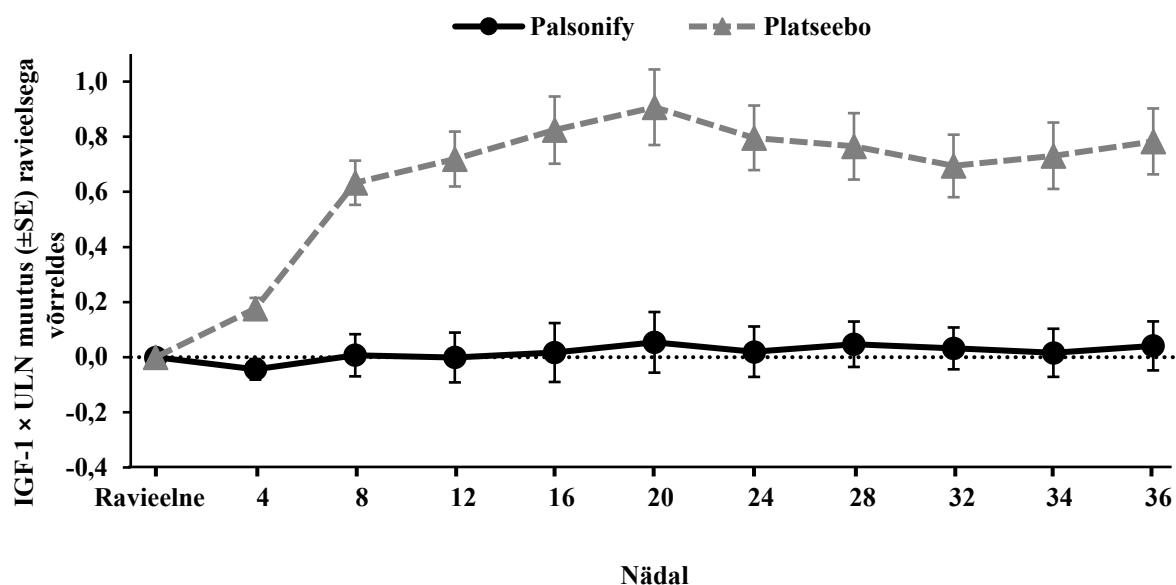 Palsonify Platseebo
IGF-1 × ULN muutus (±SE) ravieelsega
võrreldes
1,0
0,8
0,6
0,4
0,2
0,0
-0,2
-0,4
Ravieelne 4 8 12 16 20 24 28 32 34 36
Nädal